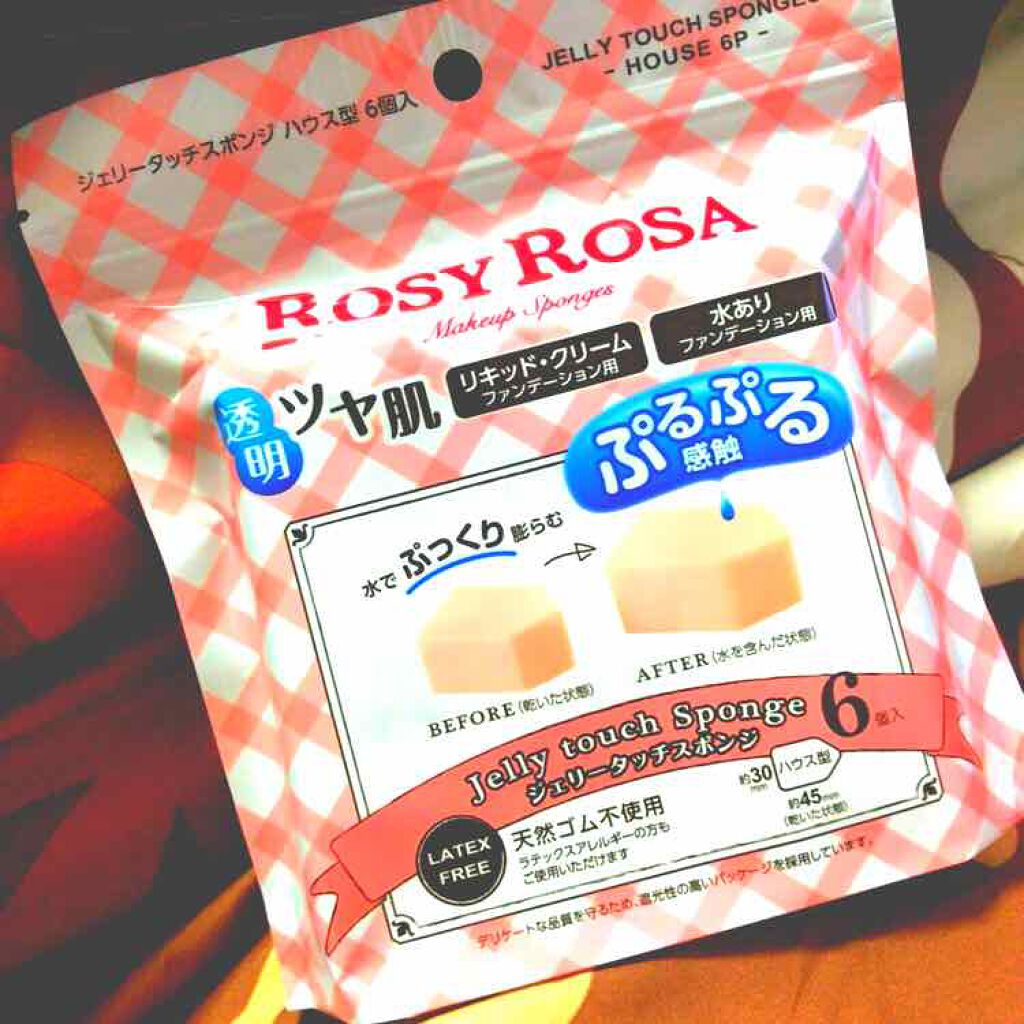 JELLY TOUCH SPONGES
- HOUSE 6P -
ジェリータッチスポンジ ハウス型 6個入
ROSY ROSA
Makeup Sponges
透明
ツヤ肌
リキッド・クリーム
ファンデーション用
水あり
ファンデーション用
ぷるぷる
感触
水でぷっくり膨らむ
BEFORE(乾いた状態)
AFTER(水を含んだ状態)
Jelly touch Sponge
ジェリータッチスポンジ
6個入
約30mm
ハウス型
約45mm
(乾いた状態)
LATEX
FREE
天然ゴム不使用
ラテックスアレルギーの方も
ご使用いただけます
デリケートな品質を守るため、遮光性の高いパッケージを採用しています。